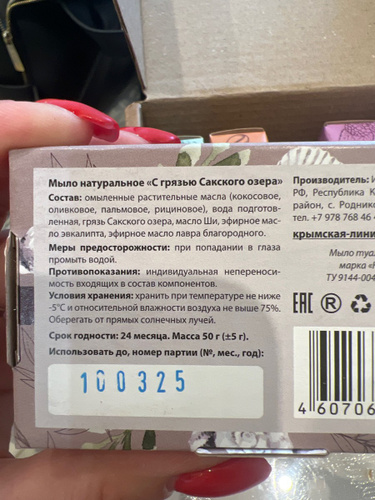 Мыло натуральное «С грязью Сакского озера»
Состав: омыленные растительные масла (кокосовое,
оливковое, пальмовое, рициновое), вода подготов-
ленная, грязь Сакского озера, масло Ши, эфирное мас-
ло эвкалипта, эфирное масло лавра благородного.
Меры предосторожности: при попадании в глаза
промыть водой.
Противопоказания: индивидуальная непереноси-
мость входящих в состав компонентов.
Условия хранения: хранить при температуре не ниже
-5°С и относительной влажности воздуха не выше 75%.
Оберегать от прямых солнечных лучей.
Срок годности: 24 месяца. Масса 50 г (±5 г).
Использовать до, номер партии (№, мес., год):
100325
Производитель:
РФ, Республика
район, с. Родник
т. +7 978 768 46
крымская-лини
Мыло туа
марка
ТУ 9144-004
EAC ®
4 60706